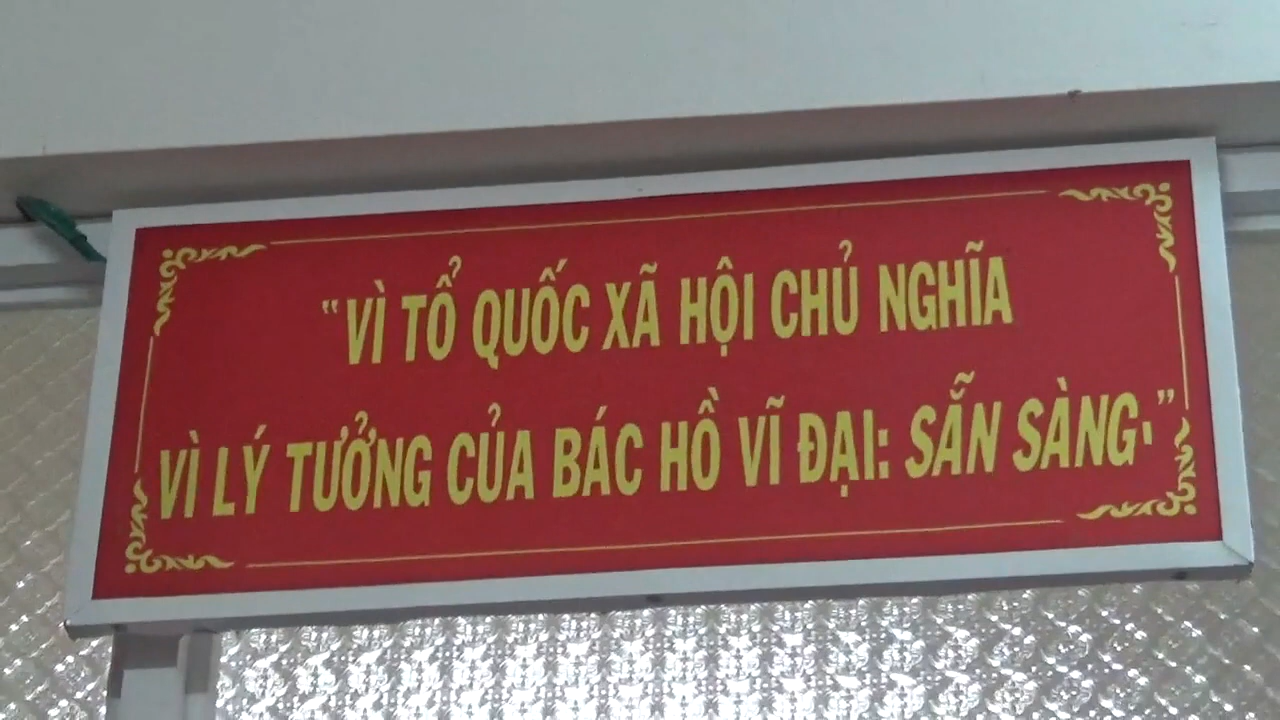 “VÌ TỔ QUỐC XÃ HỘI CHỦ NGHĨA
VÌ LÝ TƯỞNG CỦA BÁC HỒ VĨ ĐẠI: SẴN SÀNG.”